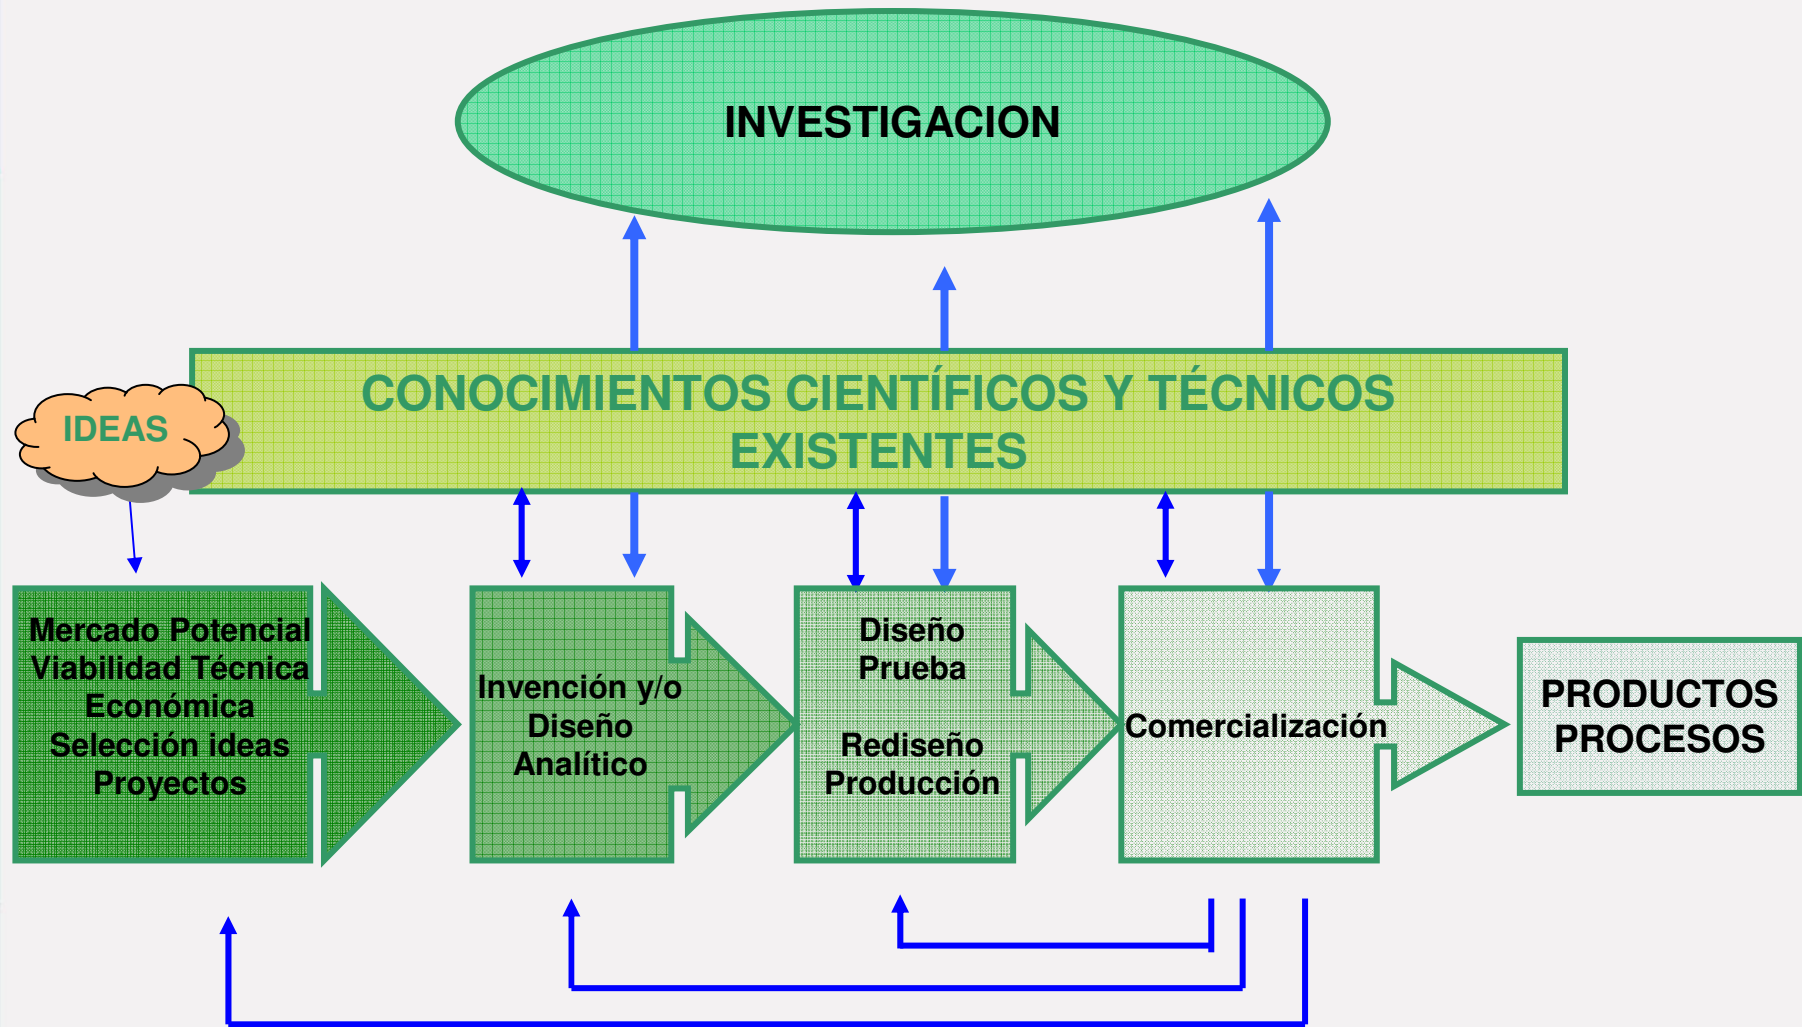 INVESTIGACION
CONOCIMIENTOS CIENTÍFICOS Y TÉCNICOS
EXISTENTES
IDEAS
Mercado Potencial
Viabilidad Técnica
Económica
Selección ideas
Proyectos
Invención y/o
Diseño
Analítico
Diseño
Prueba
Rediseño
Producción
Comercialización
PRODUCTOS
PROCESOS